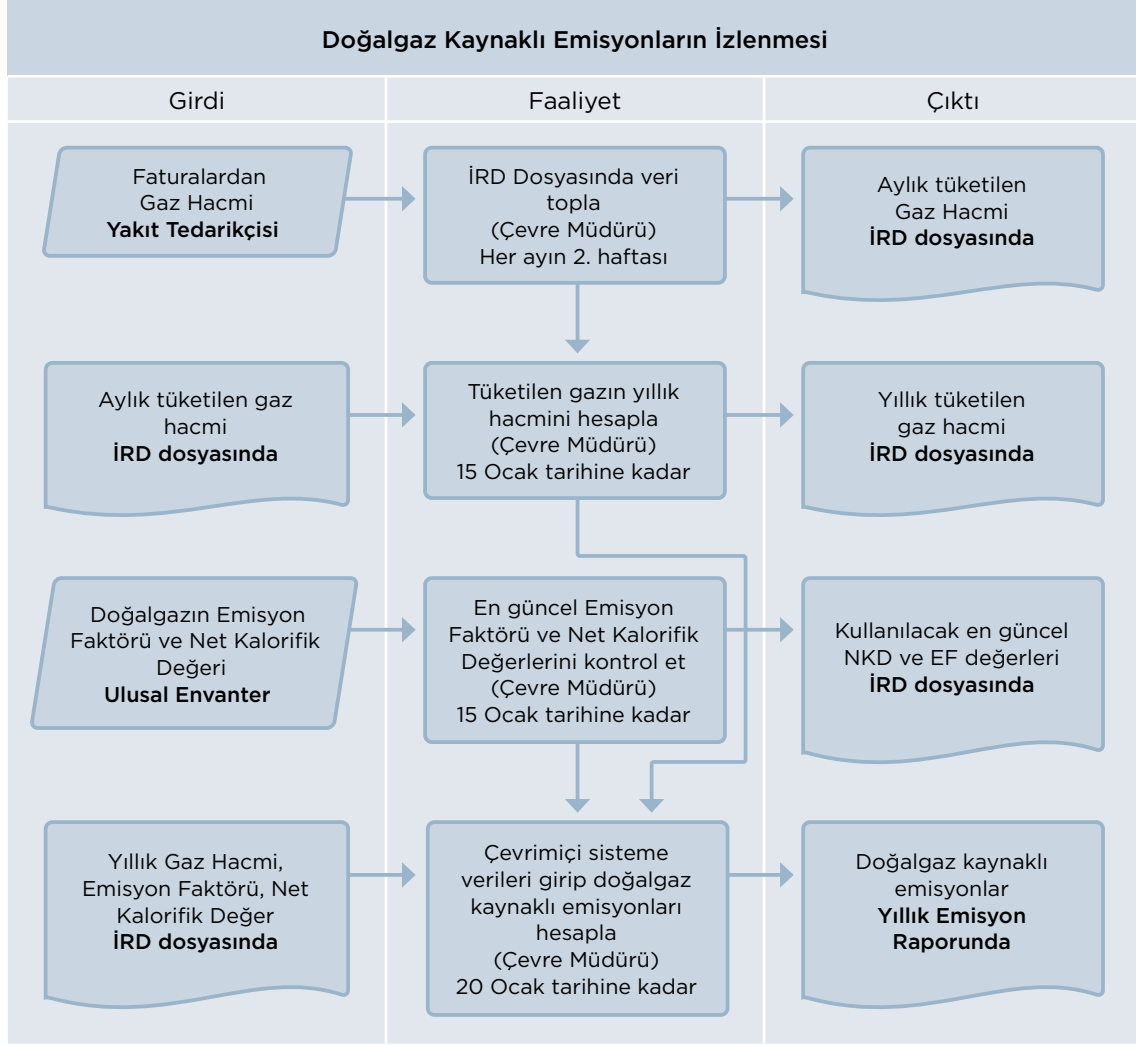 Doğalgaz Kaynaklı Emisyonların İzlenmesi
Girdi
Faaliyet
Çıktı
Faturalardan
Gaz Hacmi
Yakıt Tedarikçisi
İRD Dosyasında veri
topla
(Çevre Müdürü)
Her ayın 2. haftası
Aylık tüketilen
Gaz Hacmi
İRD dosyasında
Aylık tüketilen gaz
hacmi
İRD dosyasında
Tüketilen gazın yıllık
hacmini hesapla
(Çevre Müdürü)
15 Ocak tarihine kadar
Yıllık tüketilen
gaz hacmi
İRD dosyasında
Doğalgazın Emisyon
Faktörü ve Net Kalorifik
Değeri
Ulusal Envanter
En güncel Emisyon
Faktörü ve Net Kalorifik
Değerlerini kontrol et
(Çevre Müdürü)
15 Ocak tarihine kadar
Kullanılacak en güncel
NKD ve EF değerleri
İRD dosyasında
Yıllık Gaz Hacmi,
Emisyon Faktörü, Net
Kalorifik Değer
İRD dosyasında
Çevrimiçi sisteme
verileri girip doğalgaz
kaynaklı emisyonları
hesapla
(Çevre Müdürü)
20 Ocak tarihine kadar
Doğalgaz kaynaklı
emisyonlar
Yıllık Emisyon
Raporunda